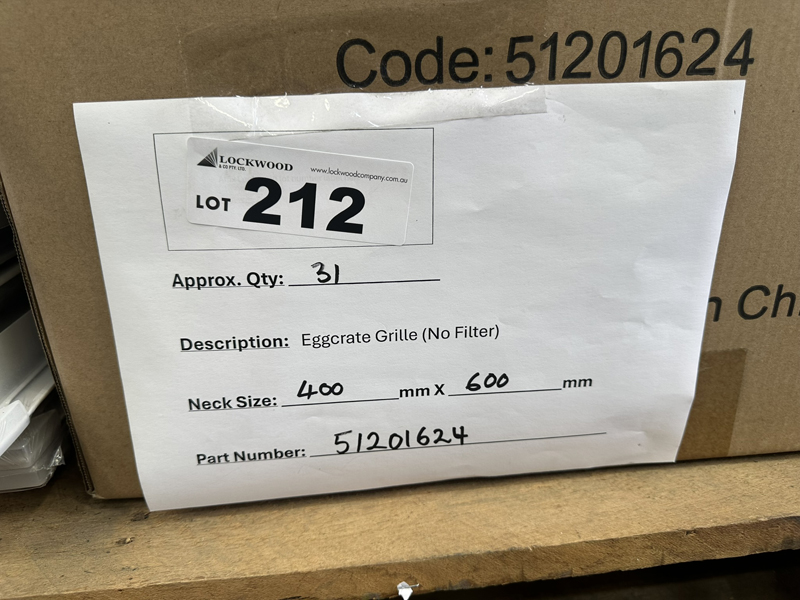 Code: 51201624
LOCKWOOD
& CO PTY. LTD.
www.lockwoodcompany.com.au
LOT 212
Approx. Qty: 31
Description: Eggcrate Grille (No Filter)
Neck Size: 400 mm X 600 mm
Part Number: 51201624